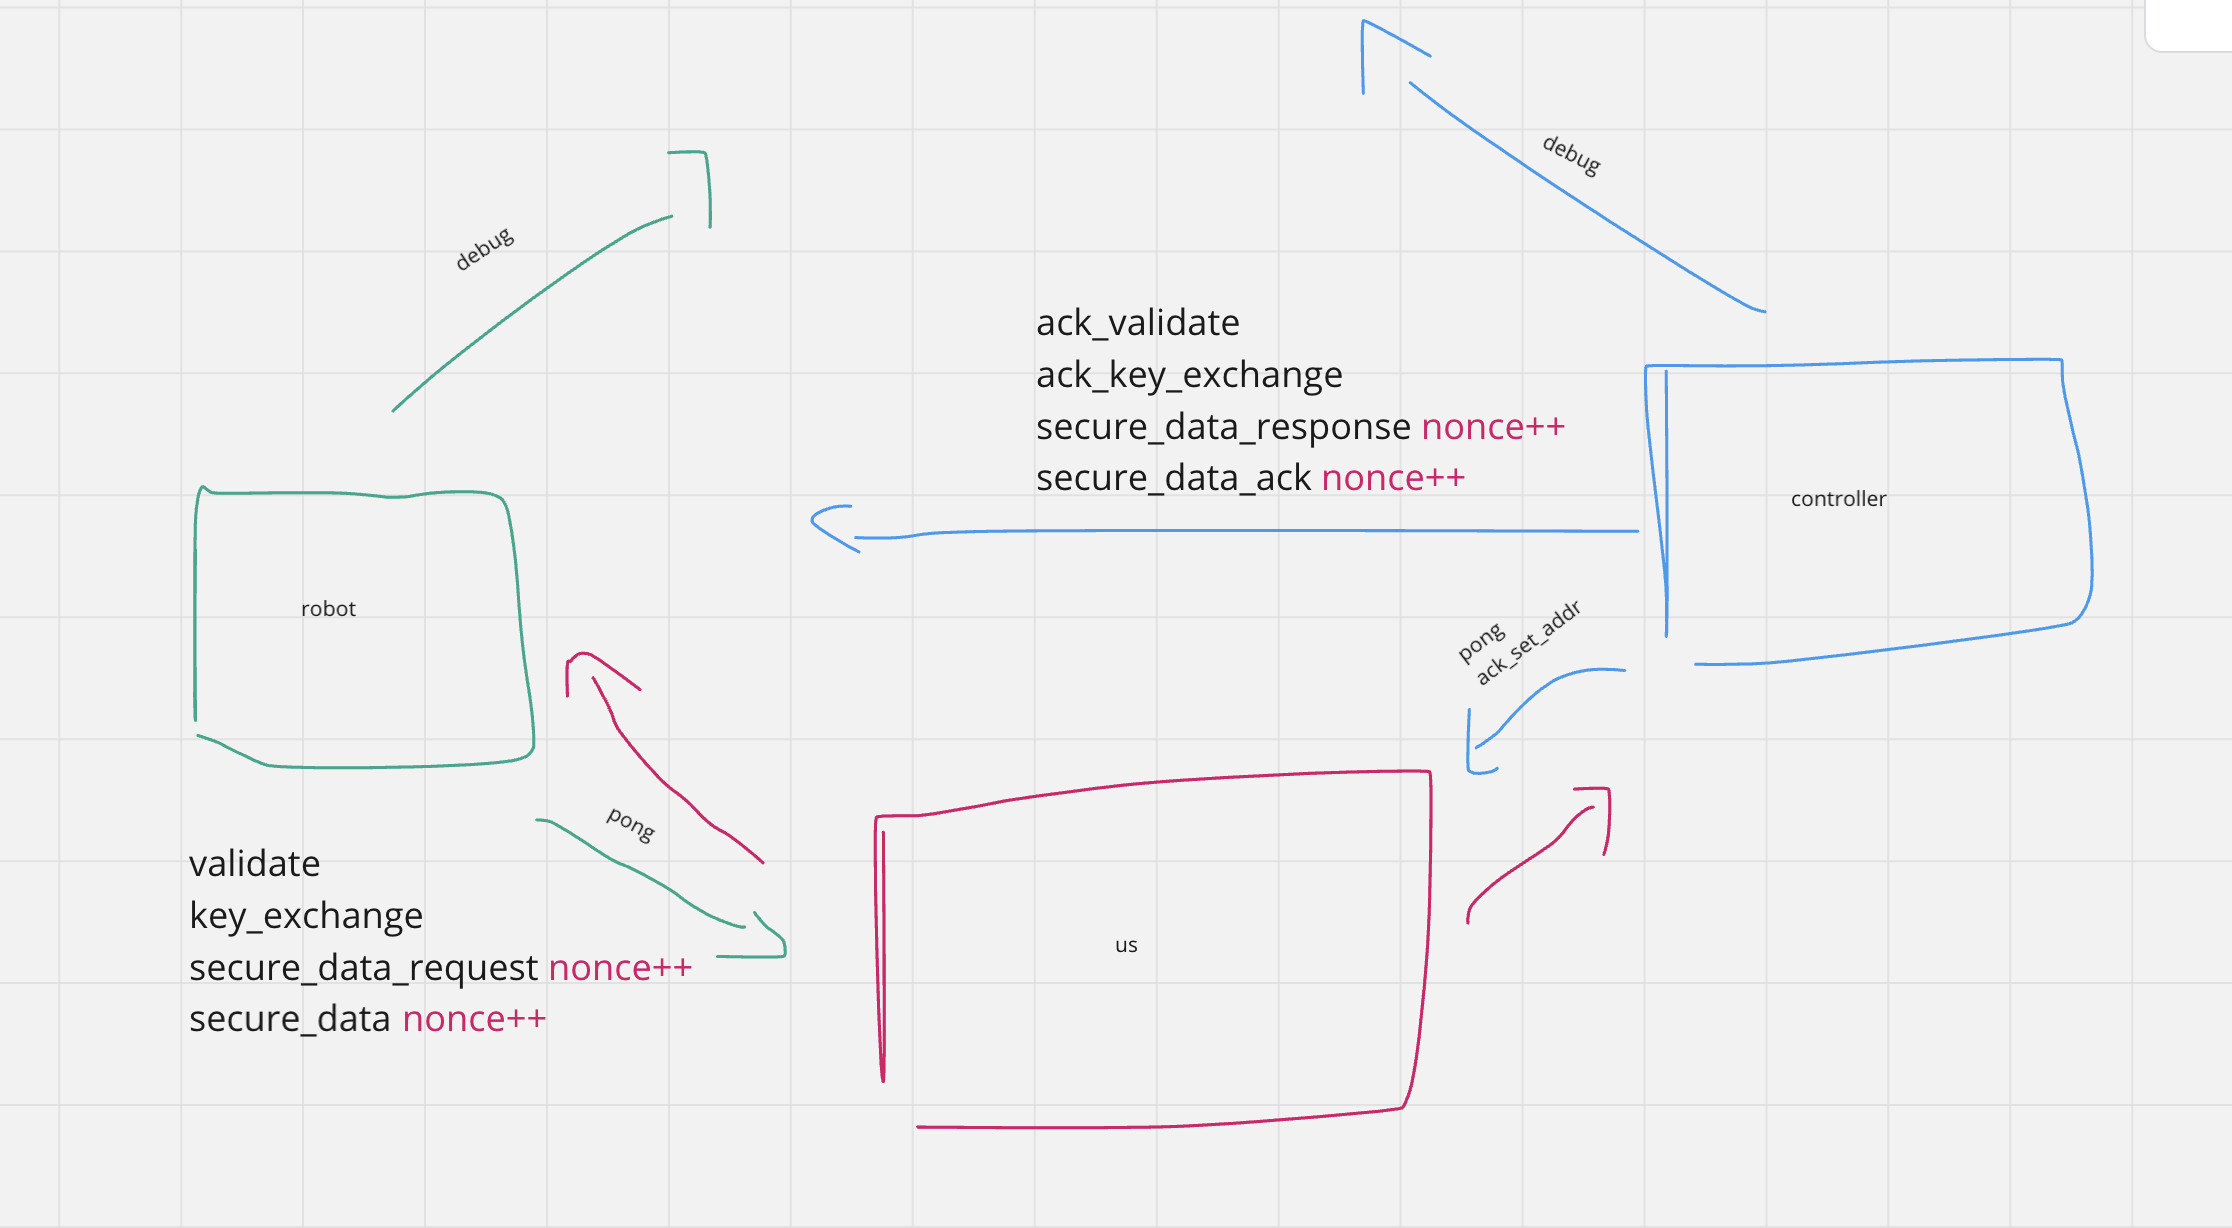 debug
debug
ack_validate
ack_key_exchange
secure_data_response nonce++
secure_data_ack nonce++
controller
robot
pong
ack_set_addr
pong
validate
key_exchange
secure_data_request nonce++
secure_data nonce++
us